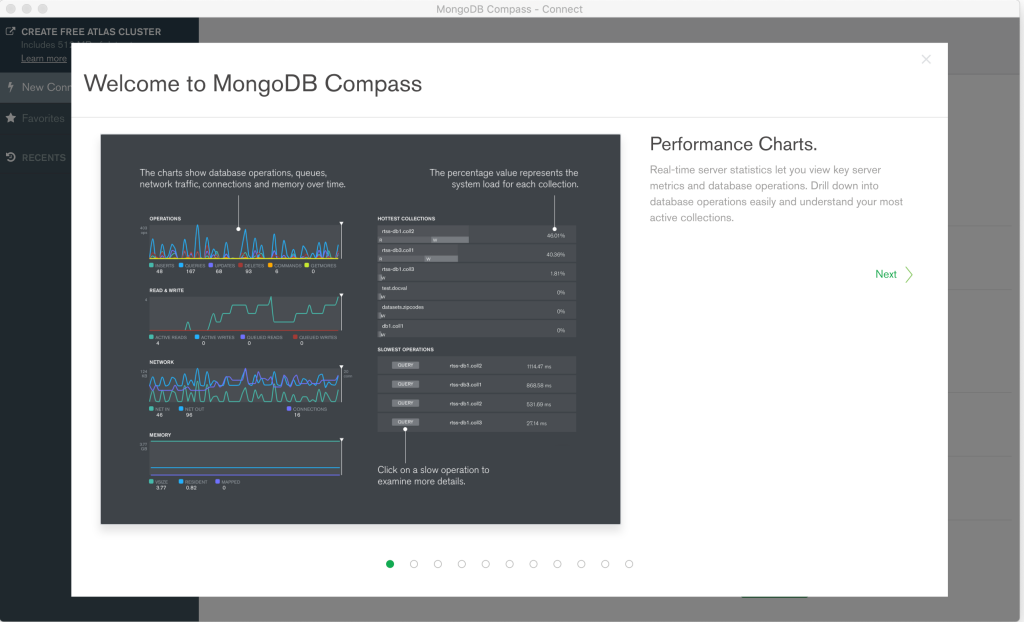 MongoDB Compass - Connect
CREATE FREE ATLAS CLUSTER
Includes
Learn more
New Conn
Favorites
RECENTS
Welcome to MongoDB Compass
The charts show database operations, queues,
network traffic, connections and memory over time.
The percentage value represents the
system load for each collection.
OPERATIONS
INSERTS QUERIES UPDATES DELETES COMMANDS GETMORES
48 167 68 93 6 0
READ & WRITE
ACTIVE READS ACTIVE WRITES QUEUED READS QUEUED WRITES
4 0 0 0
NETWORK
NET IN NET OUT CONNECTIONS
46 96 16
MEMORY
VSIZE RESIDENT MAPPED
3.77 0.82 0
HOTTEST COLLECTIONS
rtss-db1.coll2 46.01%
R W
rtss-db3.coll1 40.36%
R W
rtss-db1.coll3 1.81%
test.docval 0%
datasets.zipcodes 0%
db1.coll1 0%
SLOWEST OPERATIONS
QUERY rtss-db1.coll2 1114.47 ms
QUERY rtss-db3.coll1 868.59 ms
QUERY rtss-db1.coll2 531.69 ms
QUERY rtss-db1.coll3 27.14 ms
Click on a slow operation to
examine more details.
Performance Charts.
Real-time server statistics let you view key server
metrics and database operations. Drill down into
database operations easily and understand your most
active collections.
Next